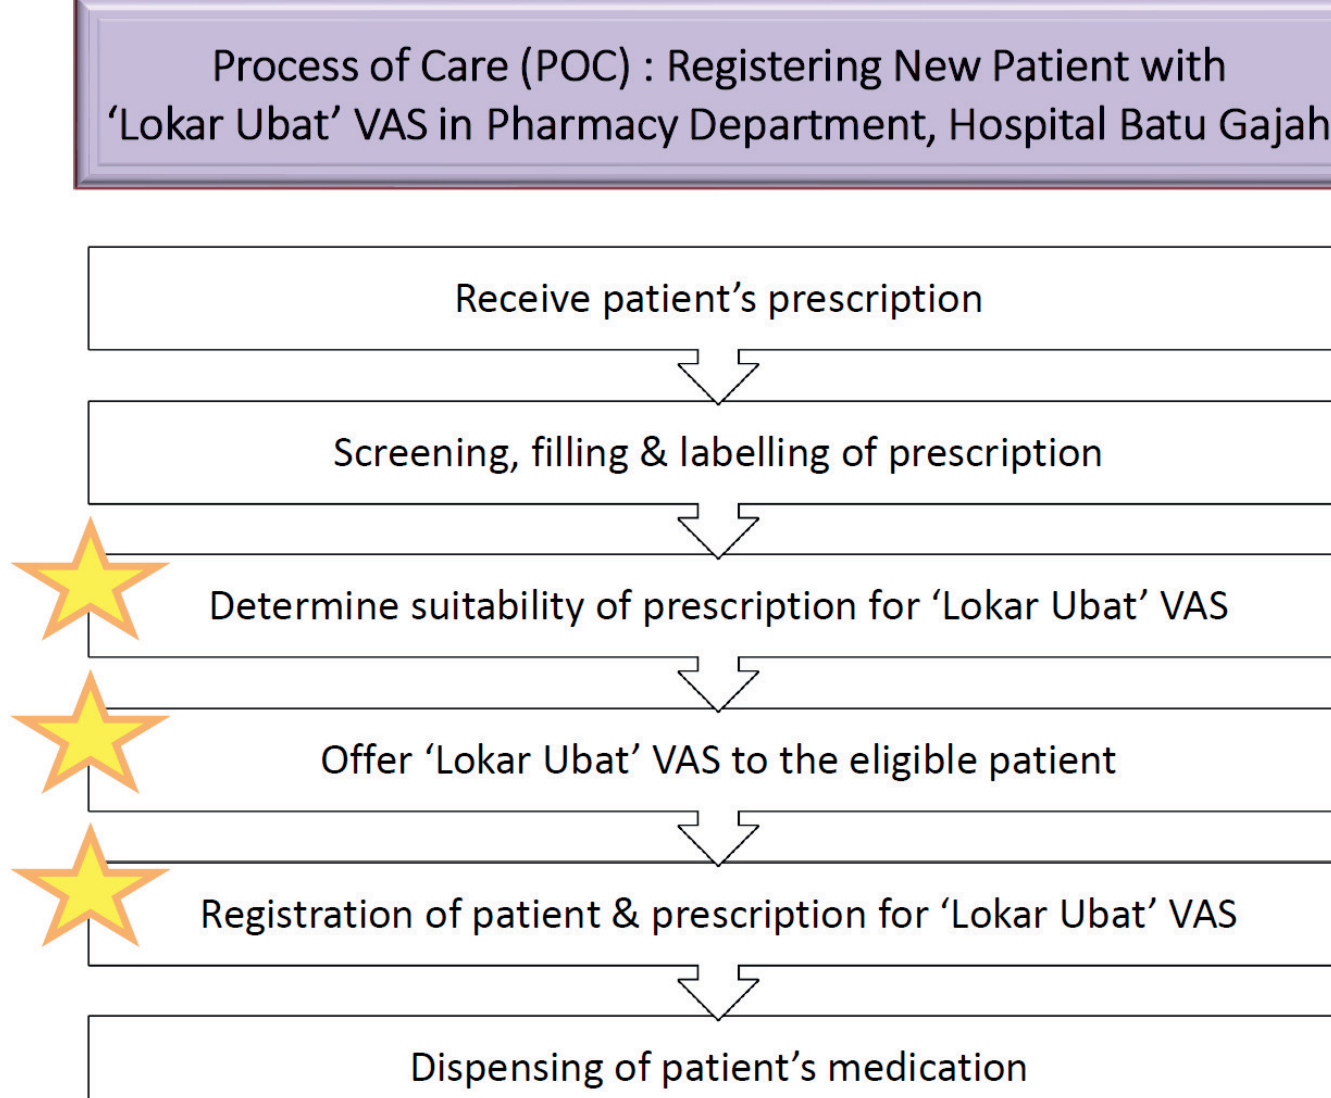 Process of Care (POC) : Registering New Patient with
‘Lokar Ubat’ VAS in Pharmacy Department, Hospital Batu Gajah
Receive patient’s prescription
Screening, filling & labelling of prescription
Determine suitability of prescription for ‘Lokar Ubat’ VAS
Offer ‘Lokar Ubat’ VAS to the eligible patient
Registration of patient & prescription for ‘Lokar Ubat’ VAS
Dispensing of patient’s medication